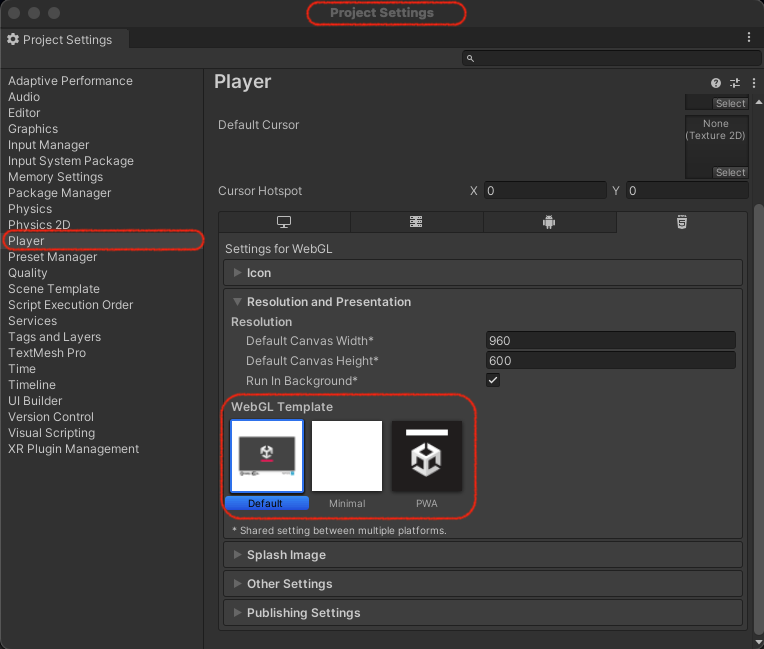 Project Settings
Project Settings
Adaptive Performance
Audio
Editor
Graphics
Input Manager
Input System Package
Memory Settings
Package Manager
Physics
Physics 2D
Player
Preset Manager
Quality
Scene Template
Script Execution Order
Services
Tags and Layers
TextMesh Pro
Time
Timeline
UI Builder
Version Control
Visual Scripting
XR Plugin Management
Player
Select
Default Cursor
None
(Texture 2D)
Select
Cursor Hotspot X 0 Y 0
Settings for WebGL
Icon
Resolution and Presentation
Resolution
Default Canvas Width* 960
Default Canvas Height* 600
Run In Background*
WebGL Template
Default Minimal PWA
* Shared setting between multiple platforms.
Splash Image
Other Settings
Publishing Settings